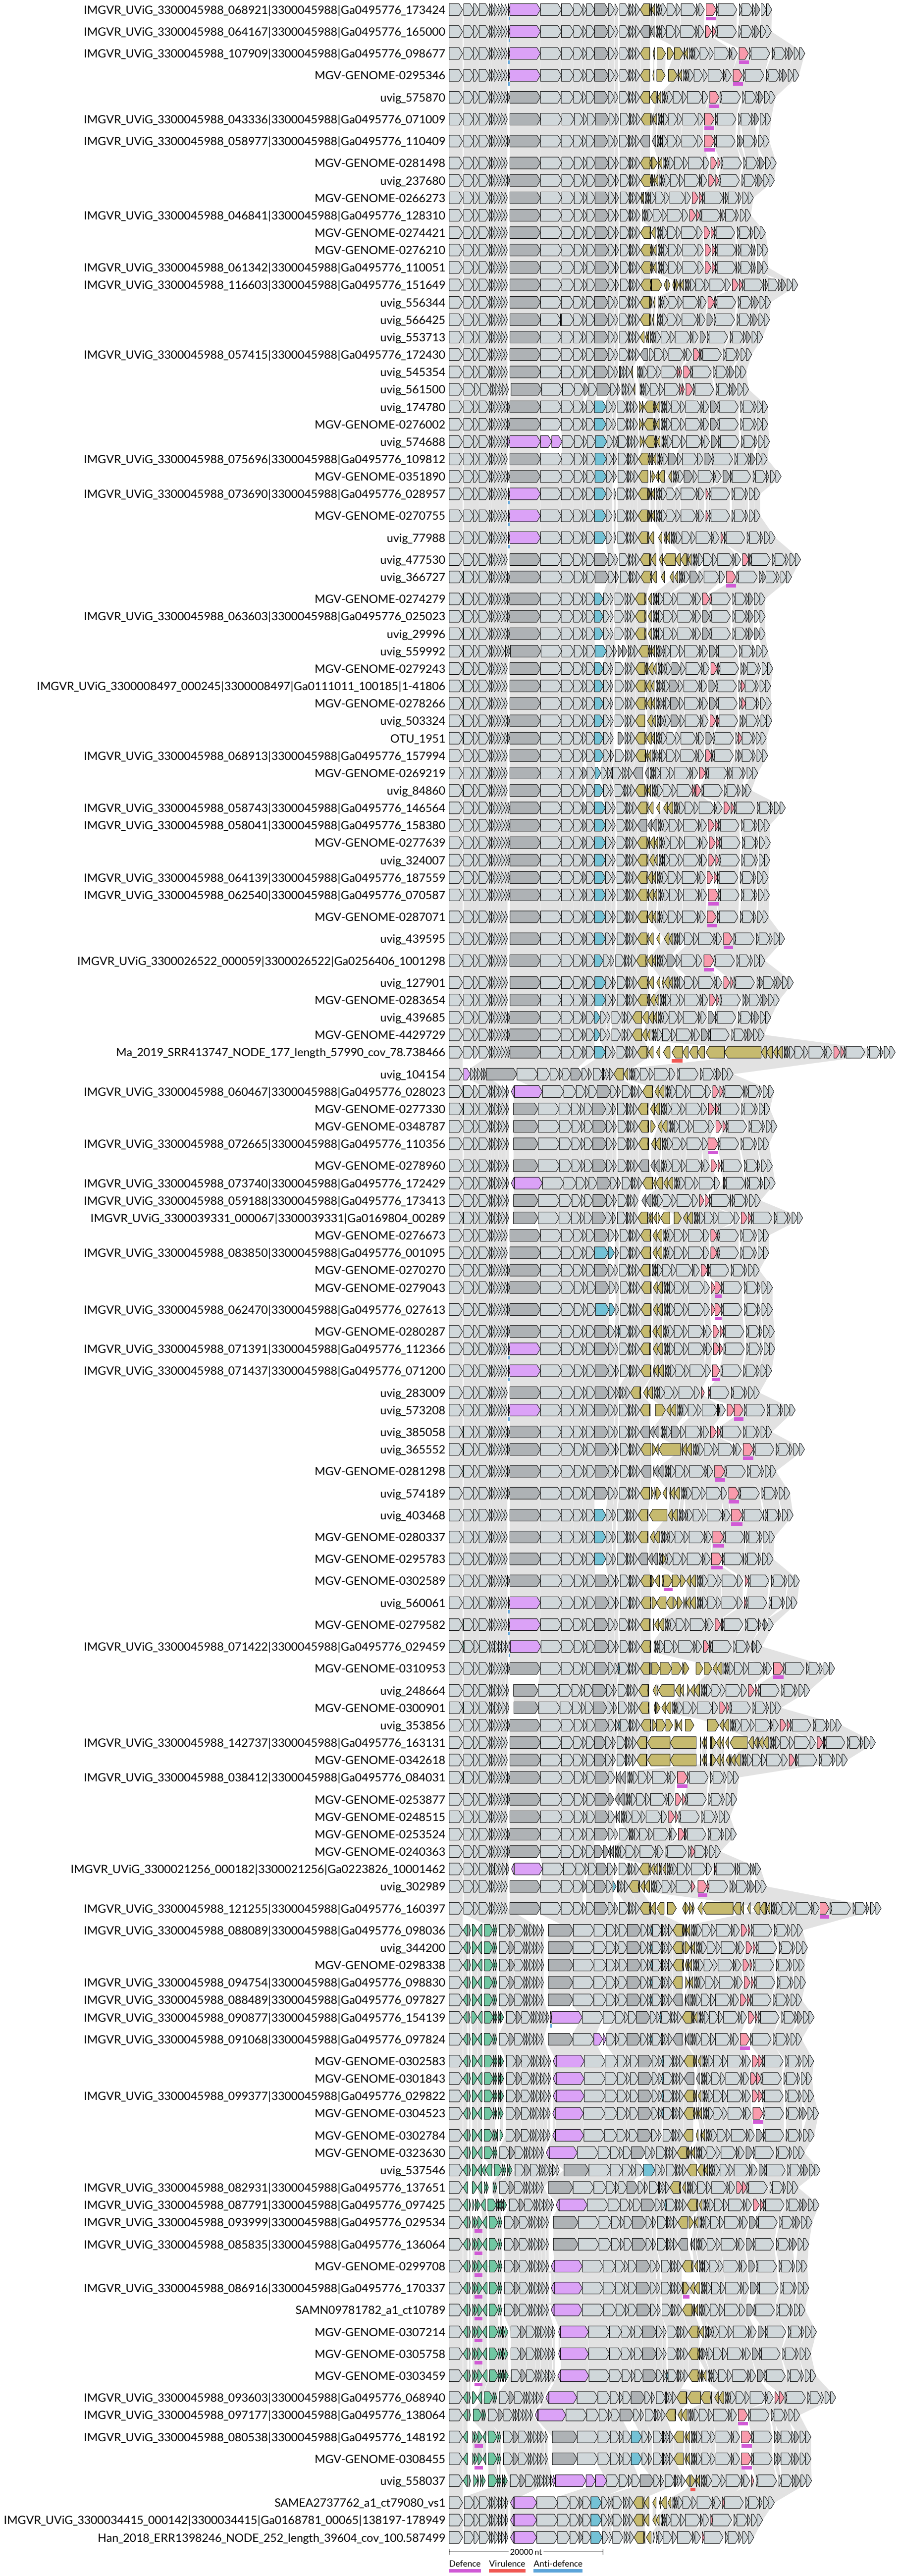 IMGVR_UViG_3300045988_068921|3300045988|Ga0495776_173424
IMGVR_UViG_3300045988_064167|3300045988|Ga0495776_165000
IMGVR_UViG_3300045988_107909|3300045988|Ga0495776_098677
MGV-GENOME-0295346
uvig_575870
IMGVR_UViG_3300045988_043336|3300045988|Ga0495776_071009
IMGVR_UViG_3300045988_058977|3300045988|Ga0495776_110409
MGV-GENOME-0281498
uvig_237680
MGV-GENOME-0266273
IMGVR_UViG_3300045988_046841|3300045988|Ga0495776_128310
MGV-GENOME-0274421
MGV-GENOME-0276210
IMGVR_UViG_3300045988_061342|3300045988|Ga0495776_110051
IMGVR_UViG_3300045988_116603|3300045988|Ga0495776_151649
uvig_556344
uvig_566425
uvig_553713
IMGVR_UViG_3300045988_057415|3300045988|Ga0495776_172430
uvig_545354
uvig_561500
uvig_174780
MGV-GENOME-0276002
uvig_574688
IMGVR_UViG_3300045988_075696|3300045988|Ga0495776_109812
MGV-GENOME-0351890
IMGVR_UViG_3300045988_073690|3300045988|Ga0495776_028957
MGV-GENOME-0270755
uvig_77988
uvig_477530
uvig_366727
MGV-GENOME-0274279
IMGVR_UViG_3300045988_063603|3300045988|Ga0495776_025023
uvig_29996
uvig_559992
MGV-GENOME-0279243
IMGVR_UViG_3300008497_000245|3300008497|Ga0111011_100185|1-41806
MGV-GENOME-0278266
uvig_503324
OTU_1951
IMGVR_UViG_3300045988_068913|3300045988|Ga0495776_157994
MGV-GENOME-0269219
uvig_84860
IMGVR_UViG_3300045988_058743|3300045988|Ga0495776_146564
IMGVR_UViG_3300045988_058041|3300045988|Ga0495776_158380
MGV-GENOME-0277639
uvig_324007
IMGVR_UViG_3300045988_064139|3300045988|Ga0495776_187559
IMGVR_UViG_3300045988_062540|3300045988|Ga0495776_070587
MGV-GENOME-0287071
uvig_439595
IMGVR_UViG_3300026522_000059|3300026522|Ga0256406_1001298
uvig_127901
MGV-GENOME-0283654
uvig_439685
MGV-GENOME-4429729
Ma_2019_SRR413747_NODE_177_length_57990_cov_78.738466
uvig_104154
IMGVR_UViG_3300045988_060467|3300045988|Ga0495776_028023
MGV-GENOME-0277330
MGV-GENOME-0348787
IMGVR_UViG_3300045988_072665|3300045988|Ga0495776_110356
MGV-GENOME-0278960
IMGVR_UViG_3300045988_073740|3300045988|Ga0495776_172429
IMGVR_UViG_3300045988_059188|3300045988|Ga0495776_173413
IMGVR_UViG_3300039331_000067|3300039331|Ga0169804_00289
MGV-GENOME-0276673
IMGVR_UViG_3300045988_083850|3300045988|Ga0495776_001095
MGV-GENOME-0270270
MGV-GENOME-0279043
IMGVR_UViG_3300045988_062470|3300045988|Ga0495776_027613
MGV-GENOME-0280287
IMGVR_UViG_3300045988_071391|3300045988|Ga0495776_112366
IMGVR_UViG_3300045988_071437|3300045988|Ga0495776_071200
uvig_283009
uvig_573208
uvig_385058
uvig_365552
MGV-GENOME-0281298
uvig_574189
uvig_403468
MGV-GENOME-0280337
MGV-GENOME-0295783
MGV-GENOME-0302589
uvig_560061
MGV-GENOME-0279582
IMGVR_UViG_3300045988_071422|3300045988|Ga0495776_029459
MGV-GENOME-0310953
uvig_248664
MGV-GENOME-0300901
uvig_353856
IMGVR_UViG_3300045988_142737|3300045988|Ga0495776_163131
MGV-GENOME-0342618
IMGVR_UViG_3300045988_038412|3300045988|Ga0495776_084031
MGV-GENOME-0253877
MGV-GENOME-0248515
MGV-GENOME-0253524
MGV-GENOME-0240363
IMGVR_UViG_3300021256_000182|3300021256|Ga0223826_10001462
uvig_302989
IMGVR_UViG_3300045988_121255|3300045988|Ga0495776_160397
IMGVR_UViG_3300045988_088089|3300045988|Ga0495776_098036
uvig_344200
MGV-GENOME-0298338
IMGVR_UViG_3300045988_094754|3300045988|Ga0495776_098830
IMGVR_UViG_3300045988_088489|3300045988|Ga0495776_097827
IMGVR_UViG_3300045988_090877|3300045988|Ga0495776_154139
IMGVR_UViG_3300045988_091068|3300045988|Ga0495776_097824
MGV-GENOME-0302583
MGV-GENOME-0301843
IMGVR_UViG_3300045988_099377|3300045988|Ga0495776_029822
MGV-GENOME-0304523
MGV-GENOME-0302784
MGV-GENOME-0323630
uvig_537546
IMGVR_UViG_3300045988_082931|3300045988|Ga0495776_137651
IMGVR_UViG_3300045988_087791|3300045988|Ga0495776_097425
IMGVR_UViG_3300045988_093999|3300045988|Ga0495776_029534
IMGVR_UViG_3300045988_085835|3300045988|Ga0495776_136064
MGV-GENOME-0299708
IMGVR_UViG_3300045988_086916|3300045988|Ga0495776_170337
SAMN09781782_a1_ct10789
MGV-GENOME-0307214
MGV-GENOME-0305758
MGV-GENOME-0303459
IMGVR_UViG_3300045988_093603|3300045988|Ga0495776_068940
IMGVR_UViG_3300045988_097177|3300045988|Ga0495776_138064
IMGVR_UViG_3300045988_080538|3300045988|Ga0495776_148192
MGV-GENOME-0308455
uvig_558037
SAMEA2737762_a1_ct79080_vs1
IMGVR_UViG_3300034415_000142|3300034415|Ga0168781_00065|138197-178949
Han_2018_ERR1398246_NODE_252_length_39604_cov_100.587499
20000 nt
Defence Virulence Anti-defence